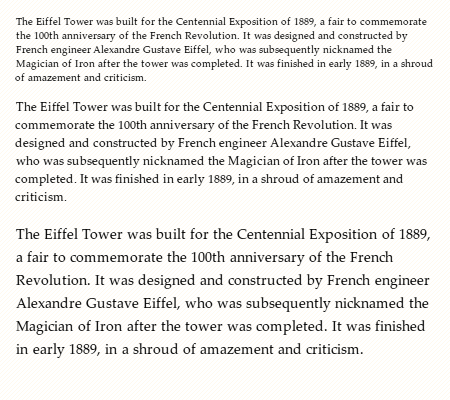 The Eiffel Tower was built for the Centennial Exposition of 1889, a fair to commemorate
the 100th anniversary of the French Revolution. It was designed and constructed by
French engineer Alexandre Gustave Eiffel, who was subsequently nicknamed the
Magician of Iron after the tower was completed. It was finished in early 1889, in a shroud
of amazement and criticism.
The Eiffel Tower was built for the Centennial Exposition of 1889, a fair to
commemorate the 100th anniversary of the French Revolution. It was
designed and constructed by French engineer Alexandre Gustave Eiffel,
who was subsequently nicknamed the Magician of Iron after the tower was
completed. It was finished in early 1889, in a shroud of amazement and
criticism.
The Eiffel Tower was built for the Centennial Exposition of 1889,
a fair to commemorate the 100th anniversary of the French
Revolution. It was designed and constructed by French engineer
Alexandre Gustave Eiffel, who was subsequently nicknamed the
Magician of Iron after the tower was completed. It was finished
in early 1889, in a shroud of amazement and criticism.